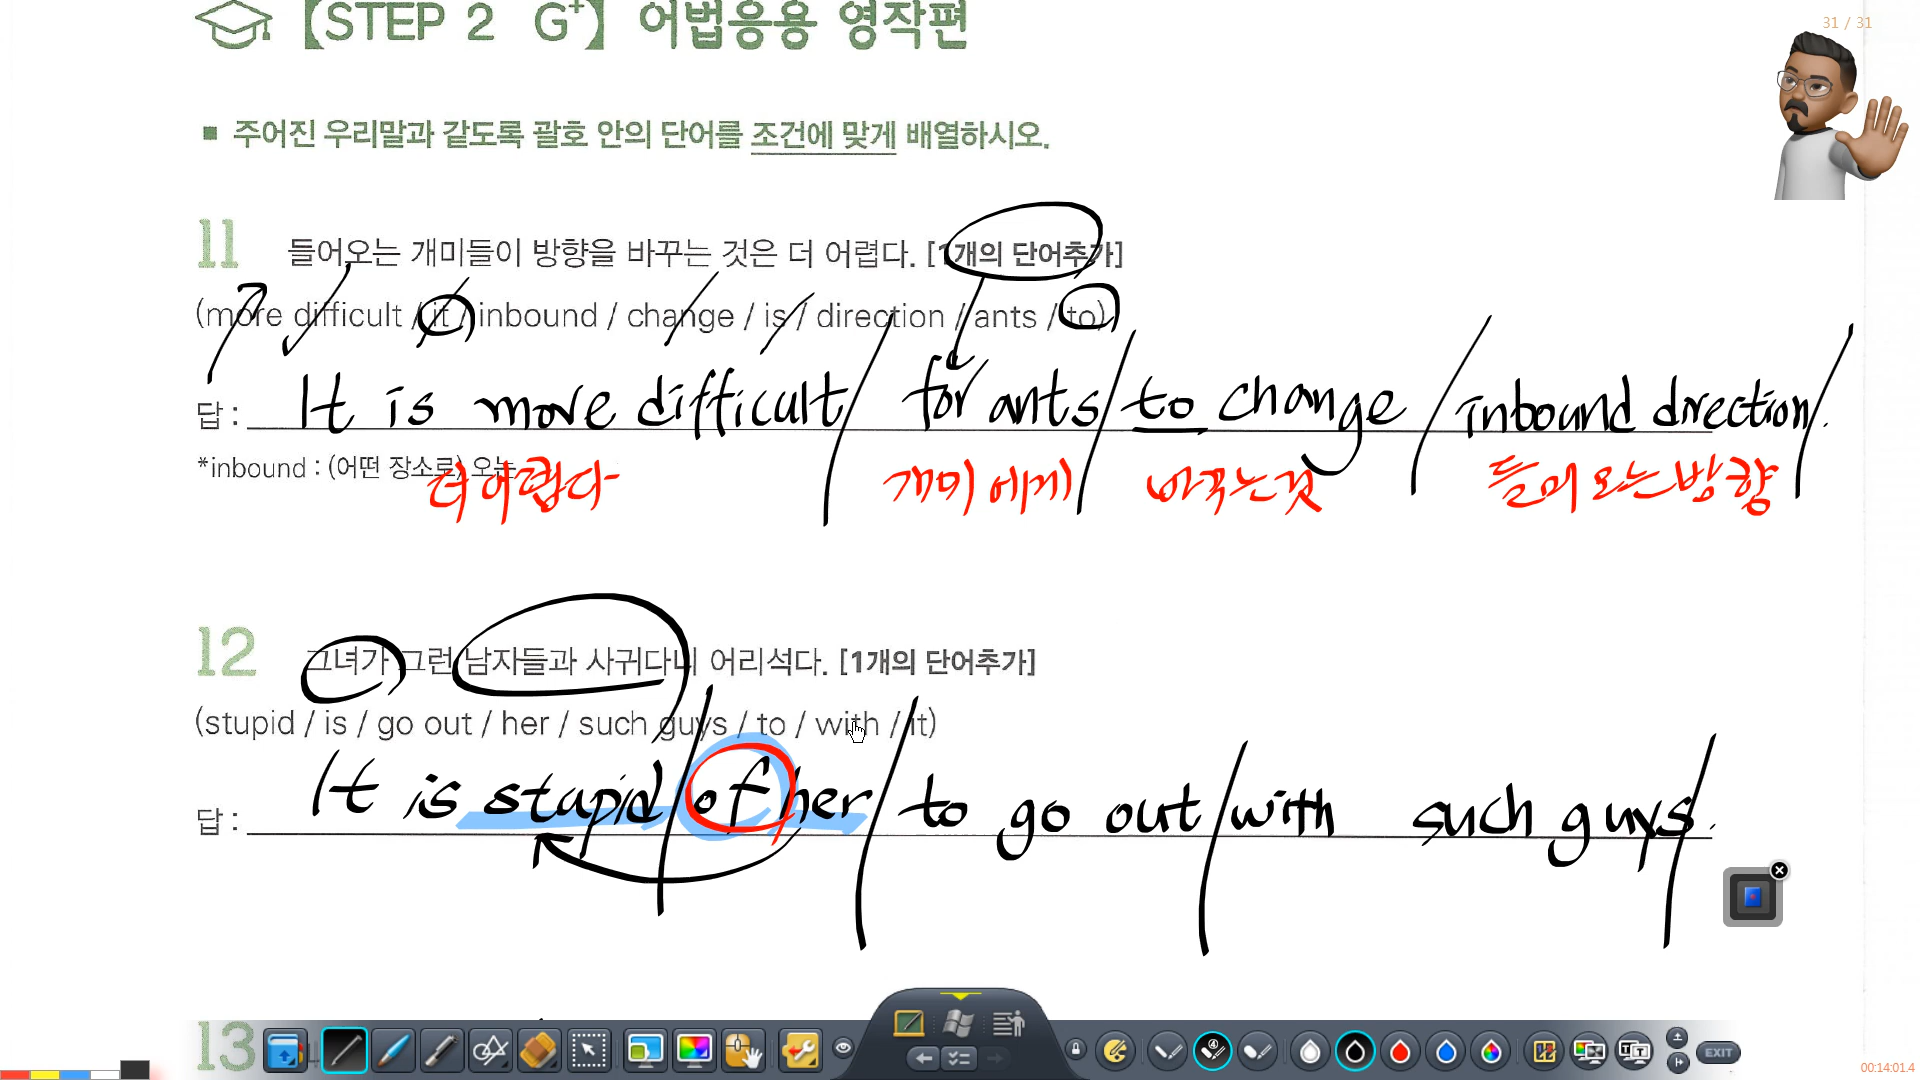 31 / 31
【STEP 2 G⁺】 어법응용 영작편
■ 주어진 우리말과 같도록 괄호 안의 단어를 조건에 맞게 배열하시오.
11 들어오는 개미들이 방향을 바꾸는 것은 더 어렵다. [1개의 단어추가]
(more difficult / it / inbound / change / is / direction / ants / to)
답 : It is more difficult / for ants / to change / inbound direction.
*inbound : (어떤 장소로) 오는
더 어렵다 개미에게 바꾸는것 들어오는방향
12 그녀가 그런 남자들과 사귀다니 어리석다. [1개의 단어추가]
(stupid / is / go out / her / such guys / to / with / it)
답 : It is stupid / of her / to go out / with such guys.
13
EXIT
00:14:01.4